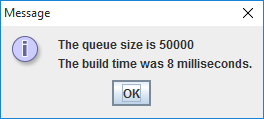 Message
The queue size is 50000
The build time was 8 milliseconds.
OK